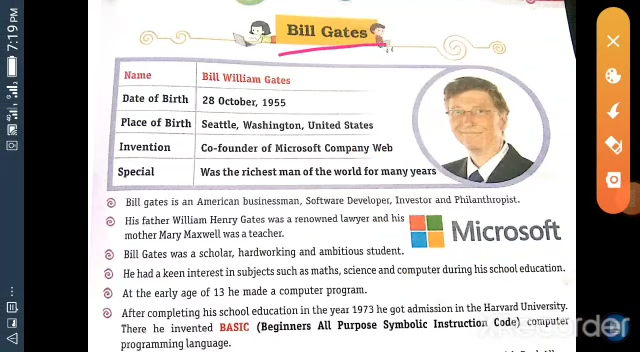 7:19 PM
Bill Gates
Name Bill William Gates
Date of Birth 28 October, 1955
Place of Birth Seattle, Washington, United States
Invention Co-founder of Microsoft Company Web
Special Was the richest man of the world for many years
Bill gates is an American businessman, Software Developer, Investor and Philanthropist.
His father William Henry Gates was a renowned lawyer and his
mother Mary Maxwell was a teacher.
Microsoft
Bill Gates was a scholar, hardworking and ambitious student.
He had a keen interest in subjects such as maths, science and computer during his school education.
At the early age of 13 he made a computer program.
After completing his school education in the year 1973 he got admission in the Harvard University.
There he invented BASIC (Beginners All Purpose Symbolic Instruction Code) computer
programming language.